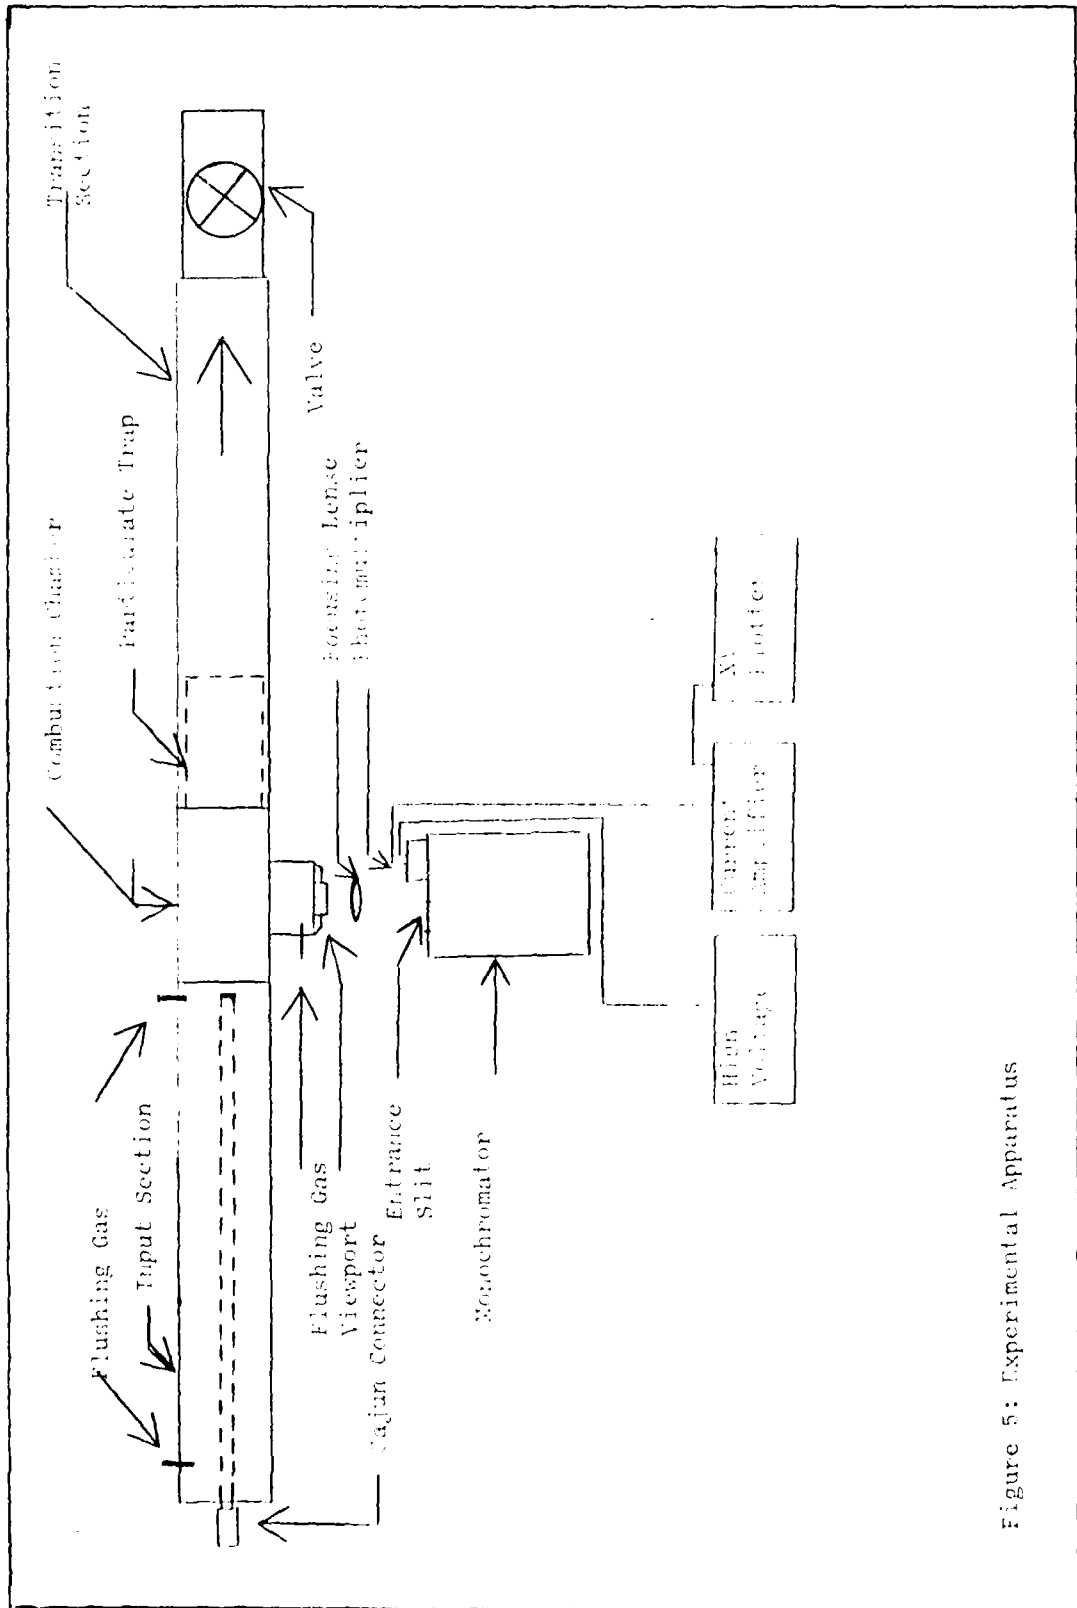 Transition
Section
Combustion Chamber
Particulate Trap
Flushing Gas
Input Section
Valve
Focusing Lense
Photomultiplier
Flushing Gas
Viewport
Cajun Connector
Entrance
Slit
Monochromator
High
Voltage
Current
Amplifier
XY
Plotter
Figure 5: Experimental Apparatus